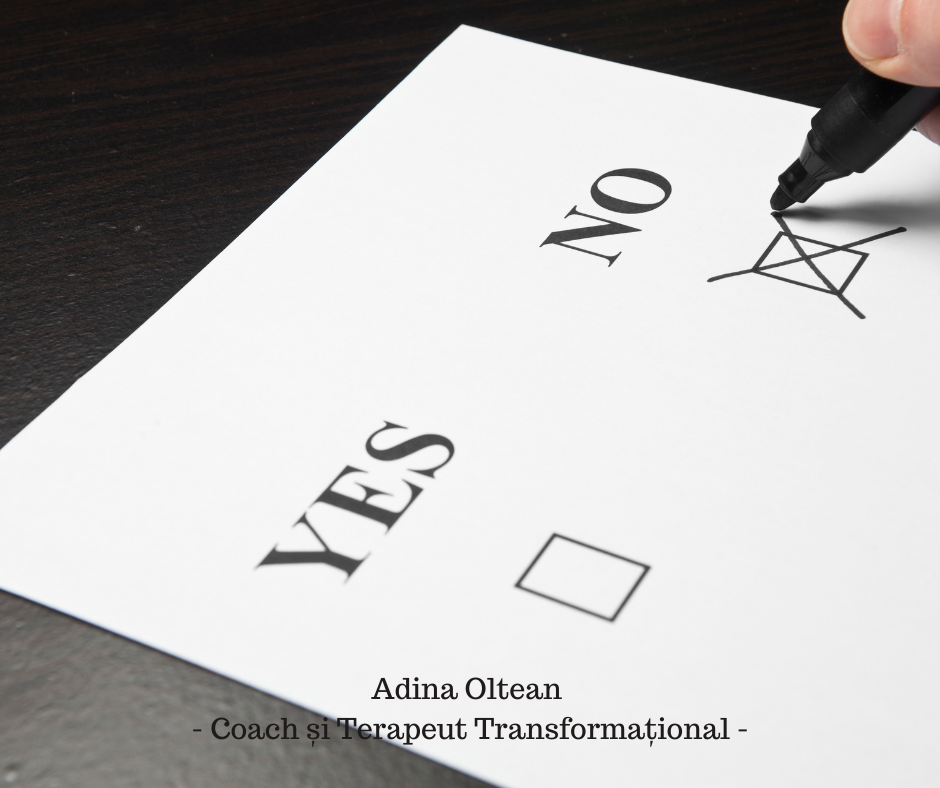 NO
YES
Adina Oltean
- Coach și Terapeut Transformațional -